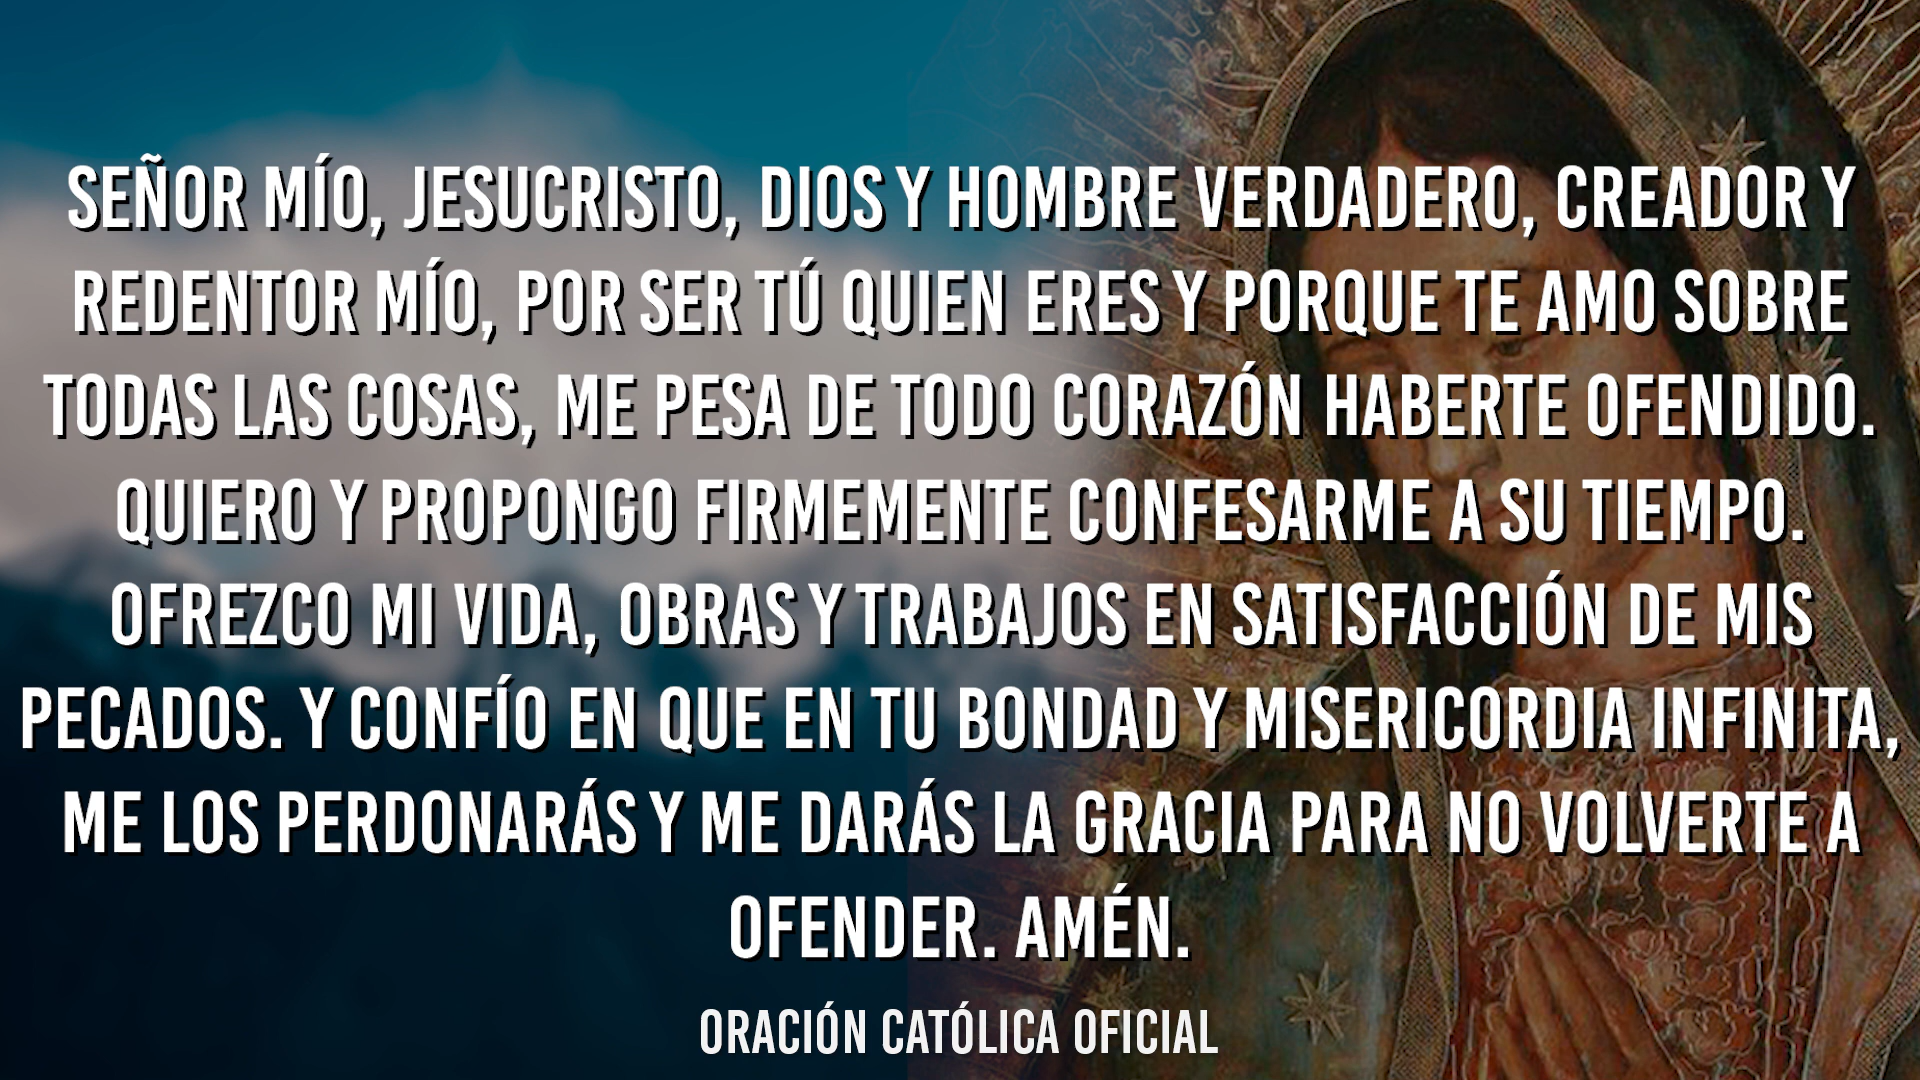 SEÑOR MÍO, JESUCRISTO, DIOS Y HOMBRE VERDADERO, CREADOR Y
REDENTOR MÍO, POR SER TÚ QUIEN ERES Y PORQUE TE AMO SOBRE
TODAS LAS COSAS, ME PESA DE TODO CORAZÓN HABERTE OFENDIDO.
QUIERO Y PROPONGO FIRMEMENTE CONFESARME A SU TIEMPO.
OFREZCO MI VIDA, OBRAS Y TRABAJOS EN SATISFACCIÓN DE MIS
PECADOS. Y CONFÍO EN QUE EN TU BONDAD Y MISERICORDIA INFINITA,
ME LOS PERDONARÁS Y ME DARÁS LA GRACIA PARA NO VOLVERTE A
OFENDER. AMÉN.
ORACIÓN CATÓLICA OFICIAL